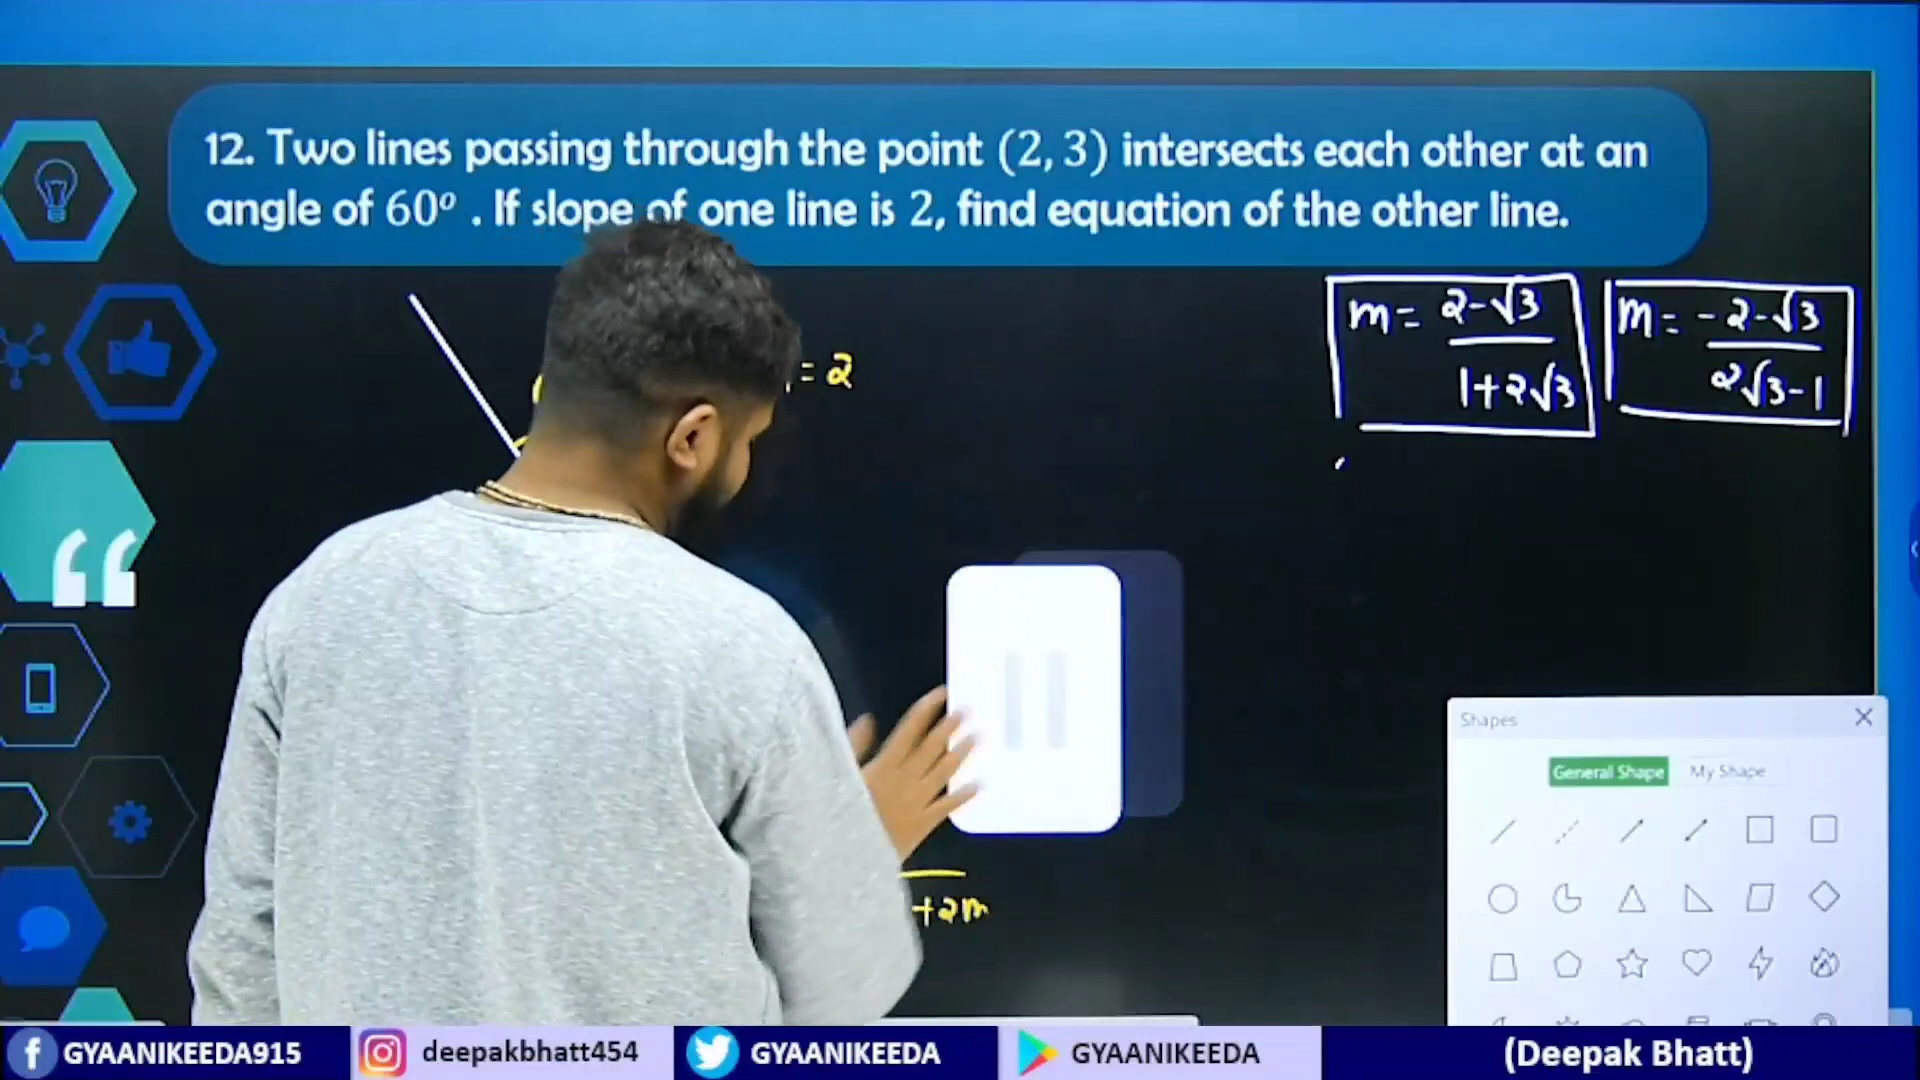 12. Two lines passing through the point (2, 3) intersects each other at an
angle of 60° . If slope of one line is 2, find equation of the other line.
= 2
m = 2-√3 / 1+2√3
m = -2-√3 / 2√3-1
+2m
Shapes
General Shape
My Shape
GYAANIKEEDA915
deepakbhatt454
GYAANIKEEDA
GYAANIKEEDA
(Deepak Bhatt)